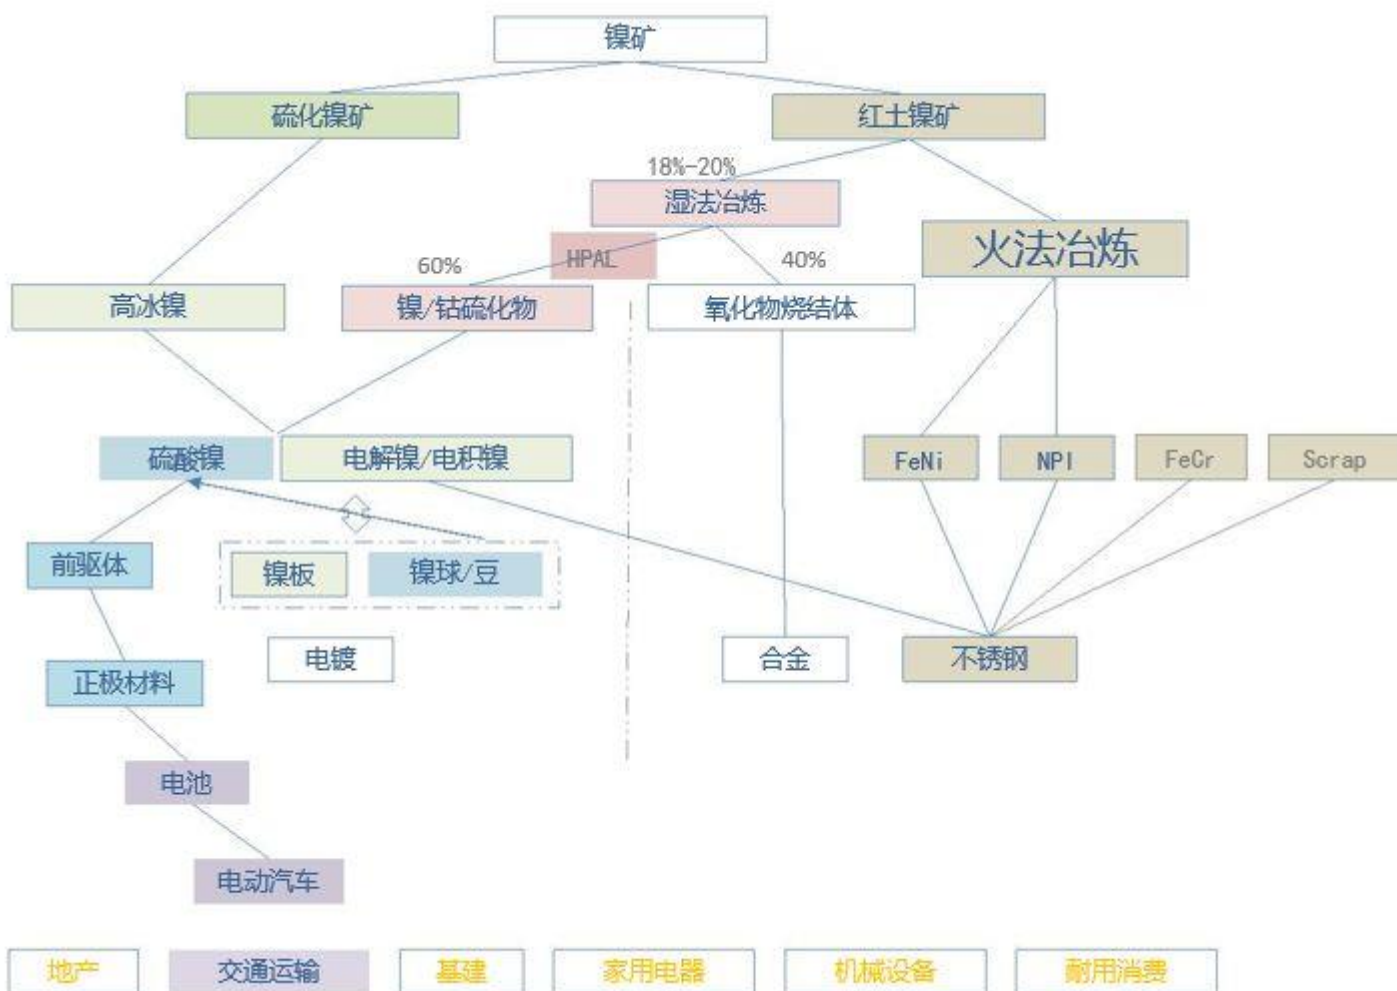 镍矿
硫化镍矿
红土镍矿
18%-20%
湿法冶炼
火法冶炼
HPAL
60%
40%
高冰镍
镍/钴硫化物
氧化物烧结体
硫酸镍
电解镍/电积镍
FeNi
NPI
FeCr
Scrap
前驱体
镍板
镍球/豆
电镀
合金
不锈钢
正极材料
电池
电动汽车
地产
交通运输
基建
家用电器
机械设备
耐用消费